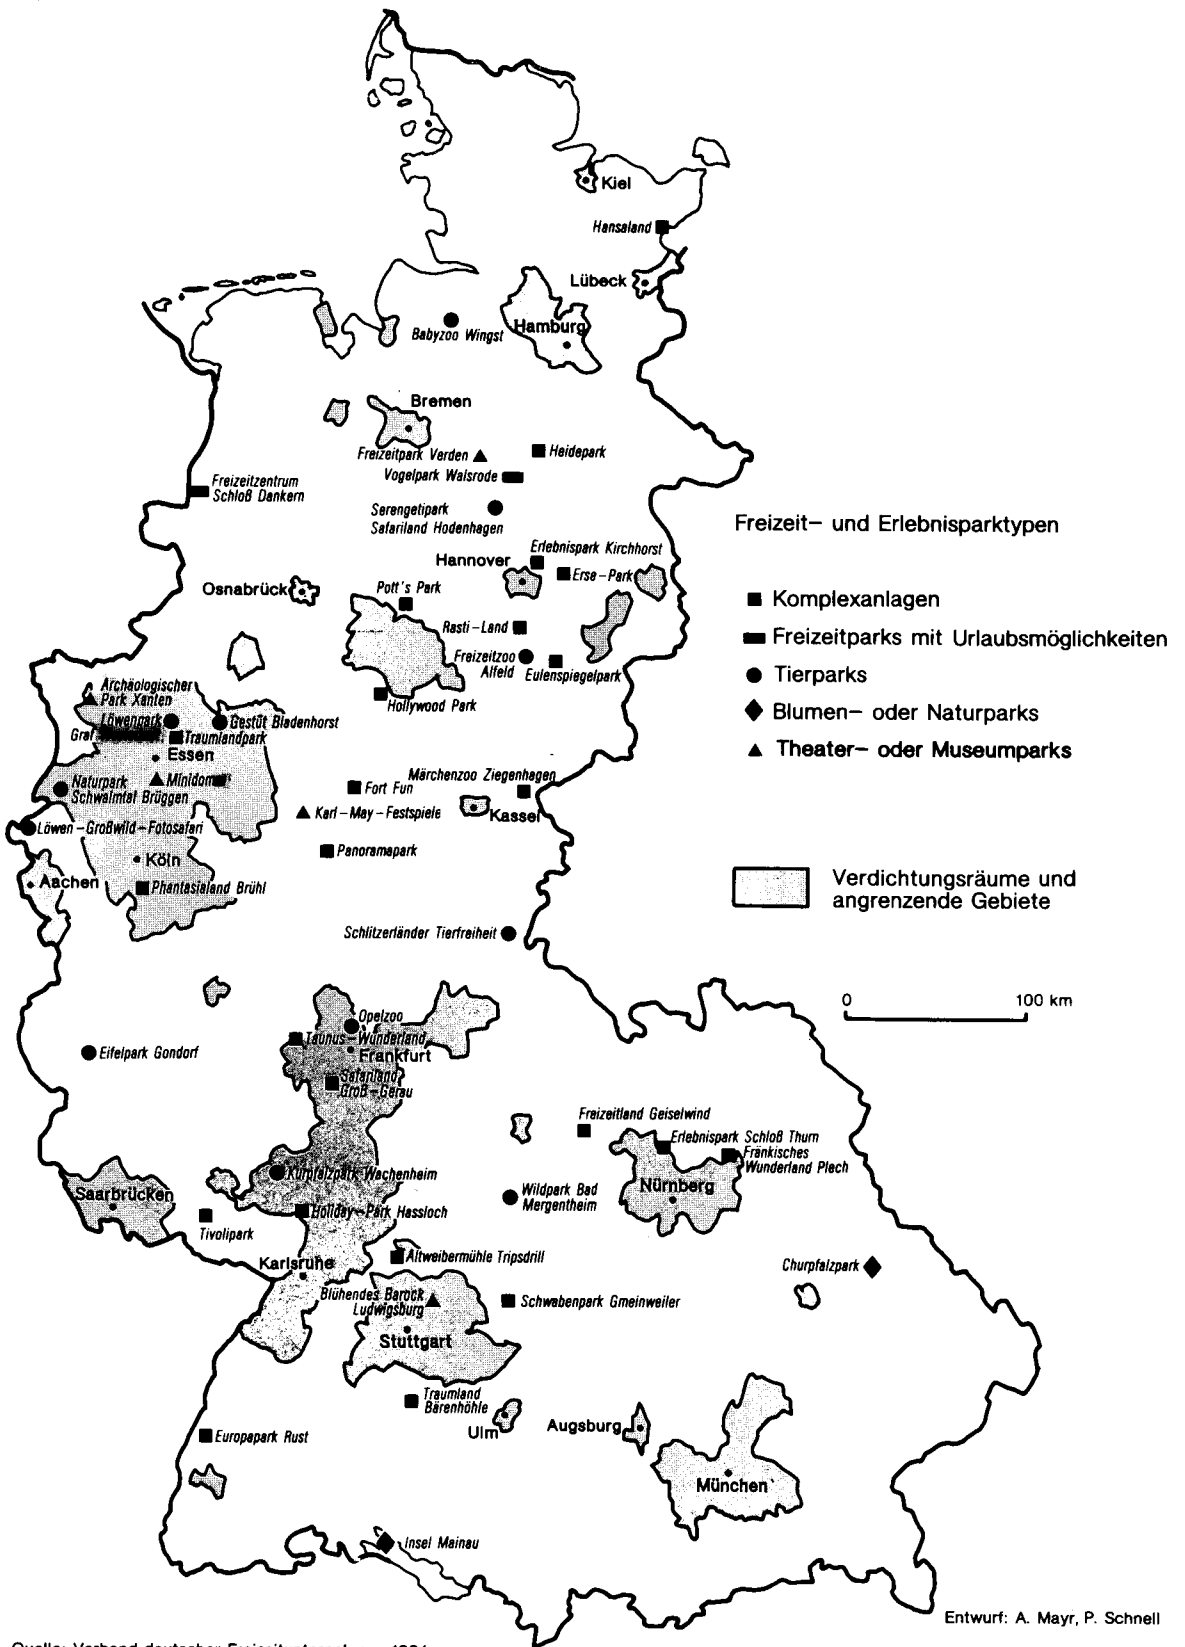 Kiel
Hansaland
Lübeck
Hamburg
Babyzoo Wingst
Bremen
Freizeitpark Verden
Heidepark
Vogelpark Walsrode
Freizeitzentrum
Schloß Dankern
Serengetipark
Safariland Hodenhagen
Freizeit- und Erlebnisparktypen
Erlebnispark Kirchhorst
Hannover
Erse-Park
Osnabrück
Pott's Park
Komplexanlagen
Rasti-Land
Freizeitparks mit Urlaubsmöglichkeiten
Freizeitzoo
Alfeld
Eulenspiegelpark
Tierparks
Archäologischer
Park Xanten
Hollywood Park
Blumen- oder Naturparks
Löwenpark
Graf
Gestüt Bladenhorst
Traumlandpark
Theater- oder Museumparks
Essen
Minidom
Naturpark
Schwalmtal Brüggen
Fort Fun
Märchenzoo Ziegenhagen
Karl-May-Festspiele
Kassel
Löwen-Großwild-Fotosafari
Köln
Panoramapark
Aachen
Phantasialand Brühl
Verdichtungsräume und
angrenzende Gebiete
Schlitzerländer Tierfreiheit
0 100 km
Opelzoo
Taunus-Wunderland
Frankfurt
Eifelpark Gondorf
Safariland
Groß-Gerau
Freizeitland Geiselwind
Erlebnispark Schloß Thurn
Fränkisches
Wunderland Plech
Kurpfalzpark Wachenheim
Nürnberg
Saarbrücken
Wildpark Bad
Mergentheim
Holiday-Park Hassloch
Tivolipark
Karlsruhe
Altweibermühle Tripsdrill
Churpfalzpark
Blühendes Barock
Ludwigsburg
Schwabenpark Gmeinweiler
Stuttgart
Traumland
Bärenhöhle
Ulm
Augsburg
Europapark Rust
München
Insel Mainau
Entwurf: A. Mayr, P. Schnell